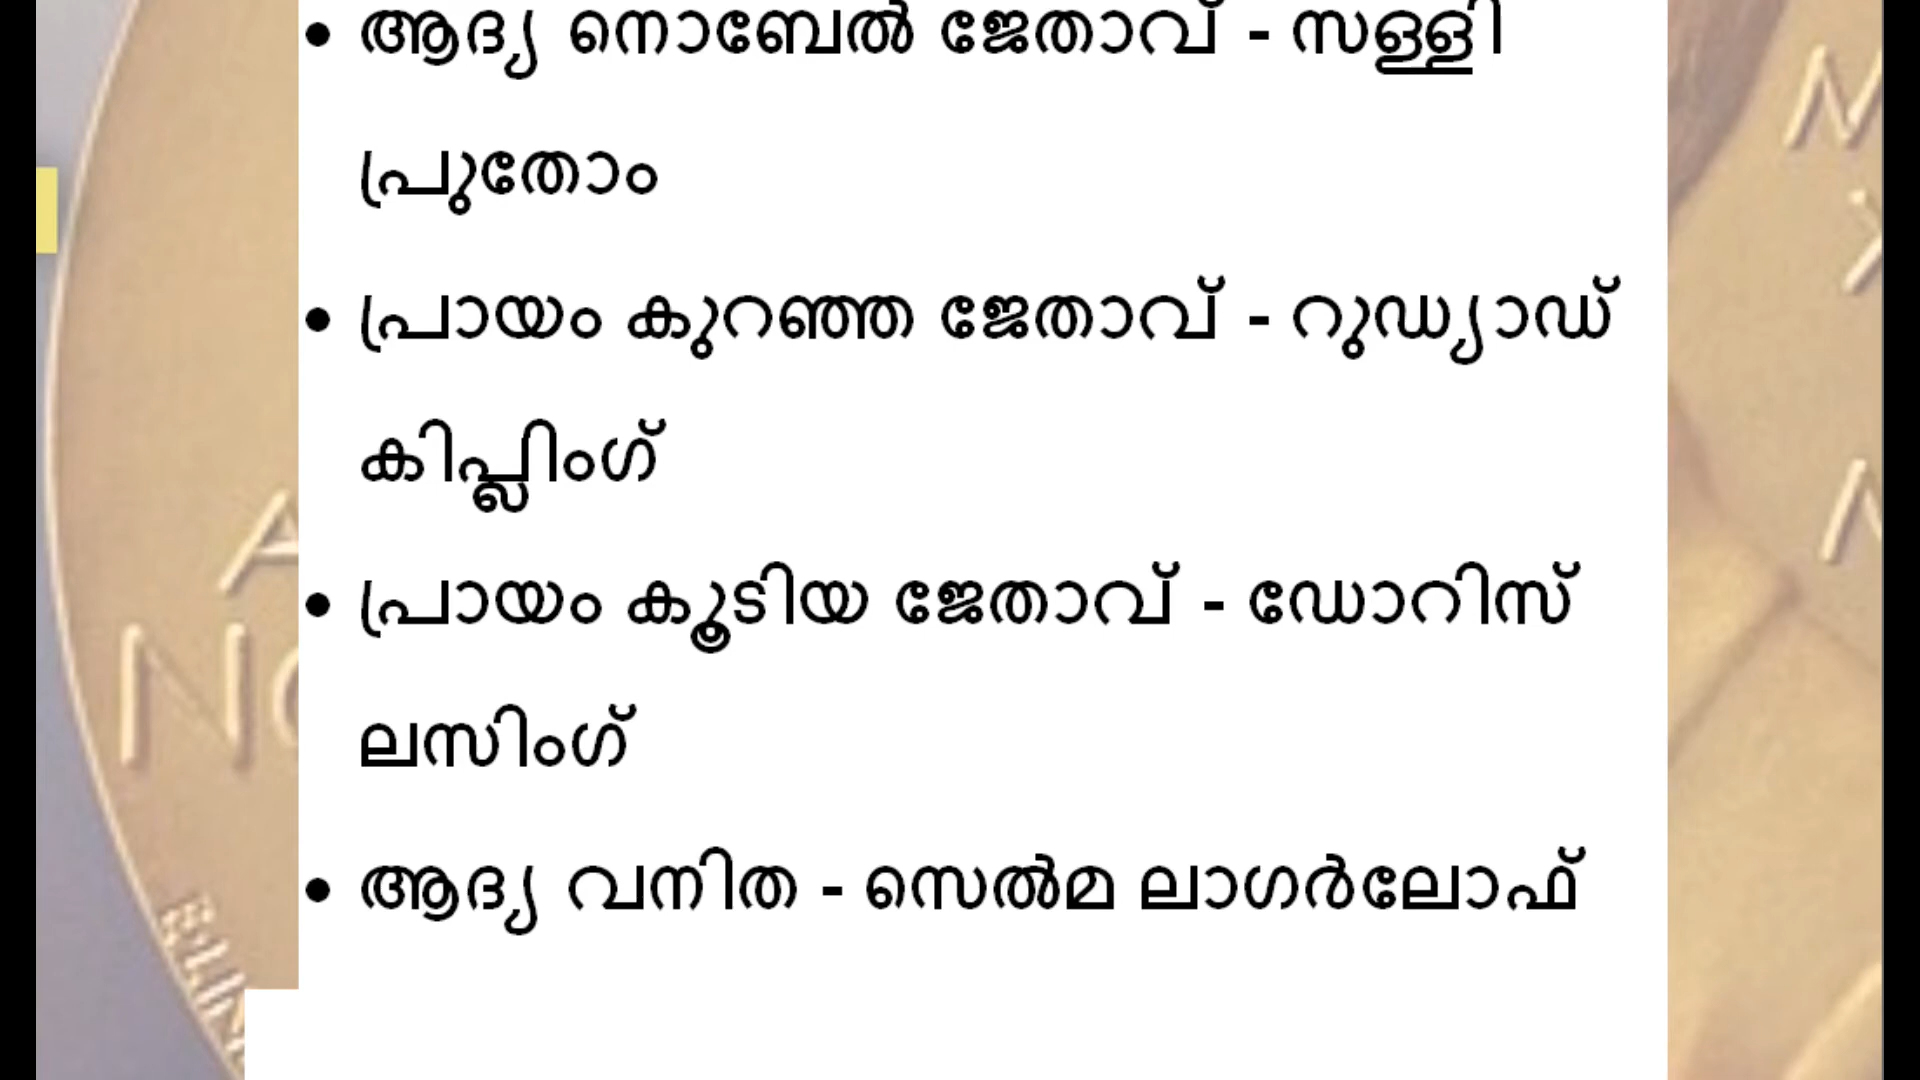 • ആദ്യ നൊബേൽ ജേതാവ് - സള്ളി
പ്രുതോം
• പ്രായം കുറഞ്ഞ ജേതാവ് - റുഡ്യാഡ്
കിപ്ലിംഗ്
• പ്രായം കൂടിയ ജേതാവ് - ഡോറിസ്
ലസിംഗ്
• ആദ്യ വനിത - സെൽമ ലാഗർലോഫ്